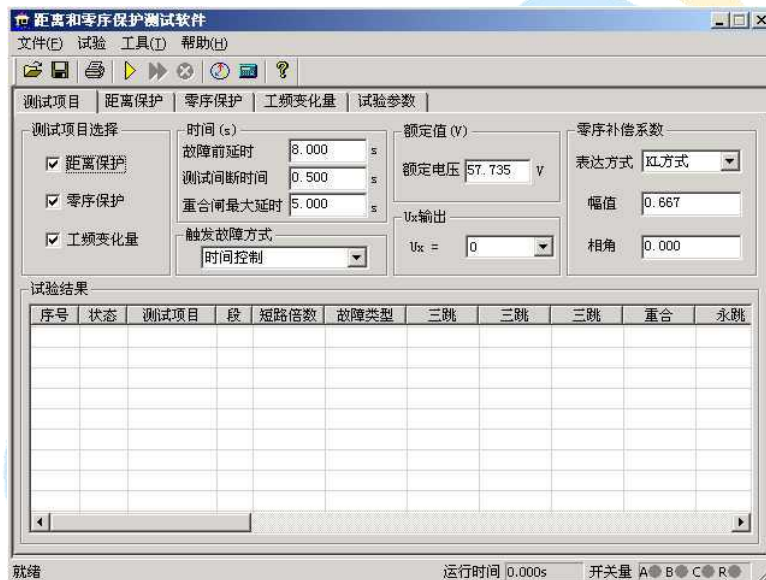 距离和零序保护测试软件
文件(F) 试验 工具(T) 帮助(H)
测试项目 距离保护 零序保护 工频变化量 试验参数
测试项目选择
距离保护
零序保护
工频变化量
时间(s)
故障前延时 8.000 s
测试间断时间 0.500 s
重合闸最大延时 5.000 s
触发故障方式
时间控制
额定值(V)
额定电压 57.735 V
Ux输出
Ux = 0
零序补偿系数
表达方式 KL方式
幅值 0.667
相角 0.000
试验结果
序号 状态 测试项目 段 短路倍数 故障类型 三跳 三跳 三跳 重合 永跳
就绪 运行时间 0.000s 开关量 A B C R